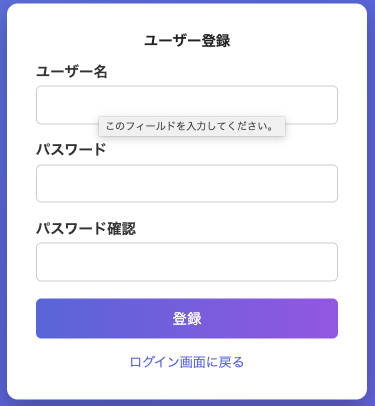 ユーザー登録
ユーザー名
このフィールドを入力してください。
パスワード
パスワード確認
登録
ログイン画面に戻る